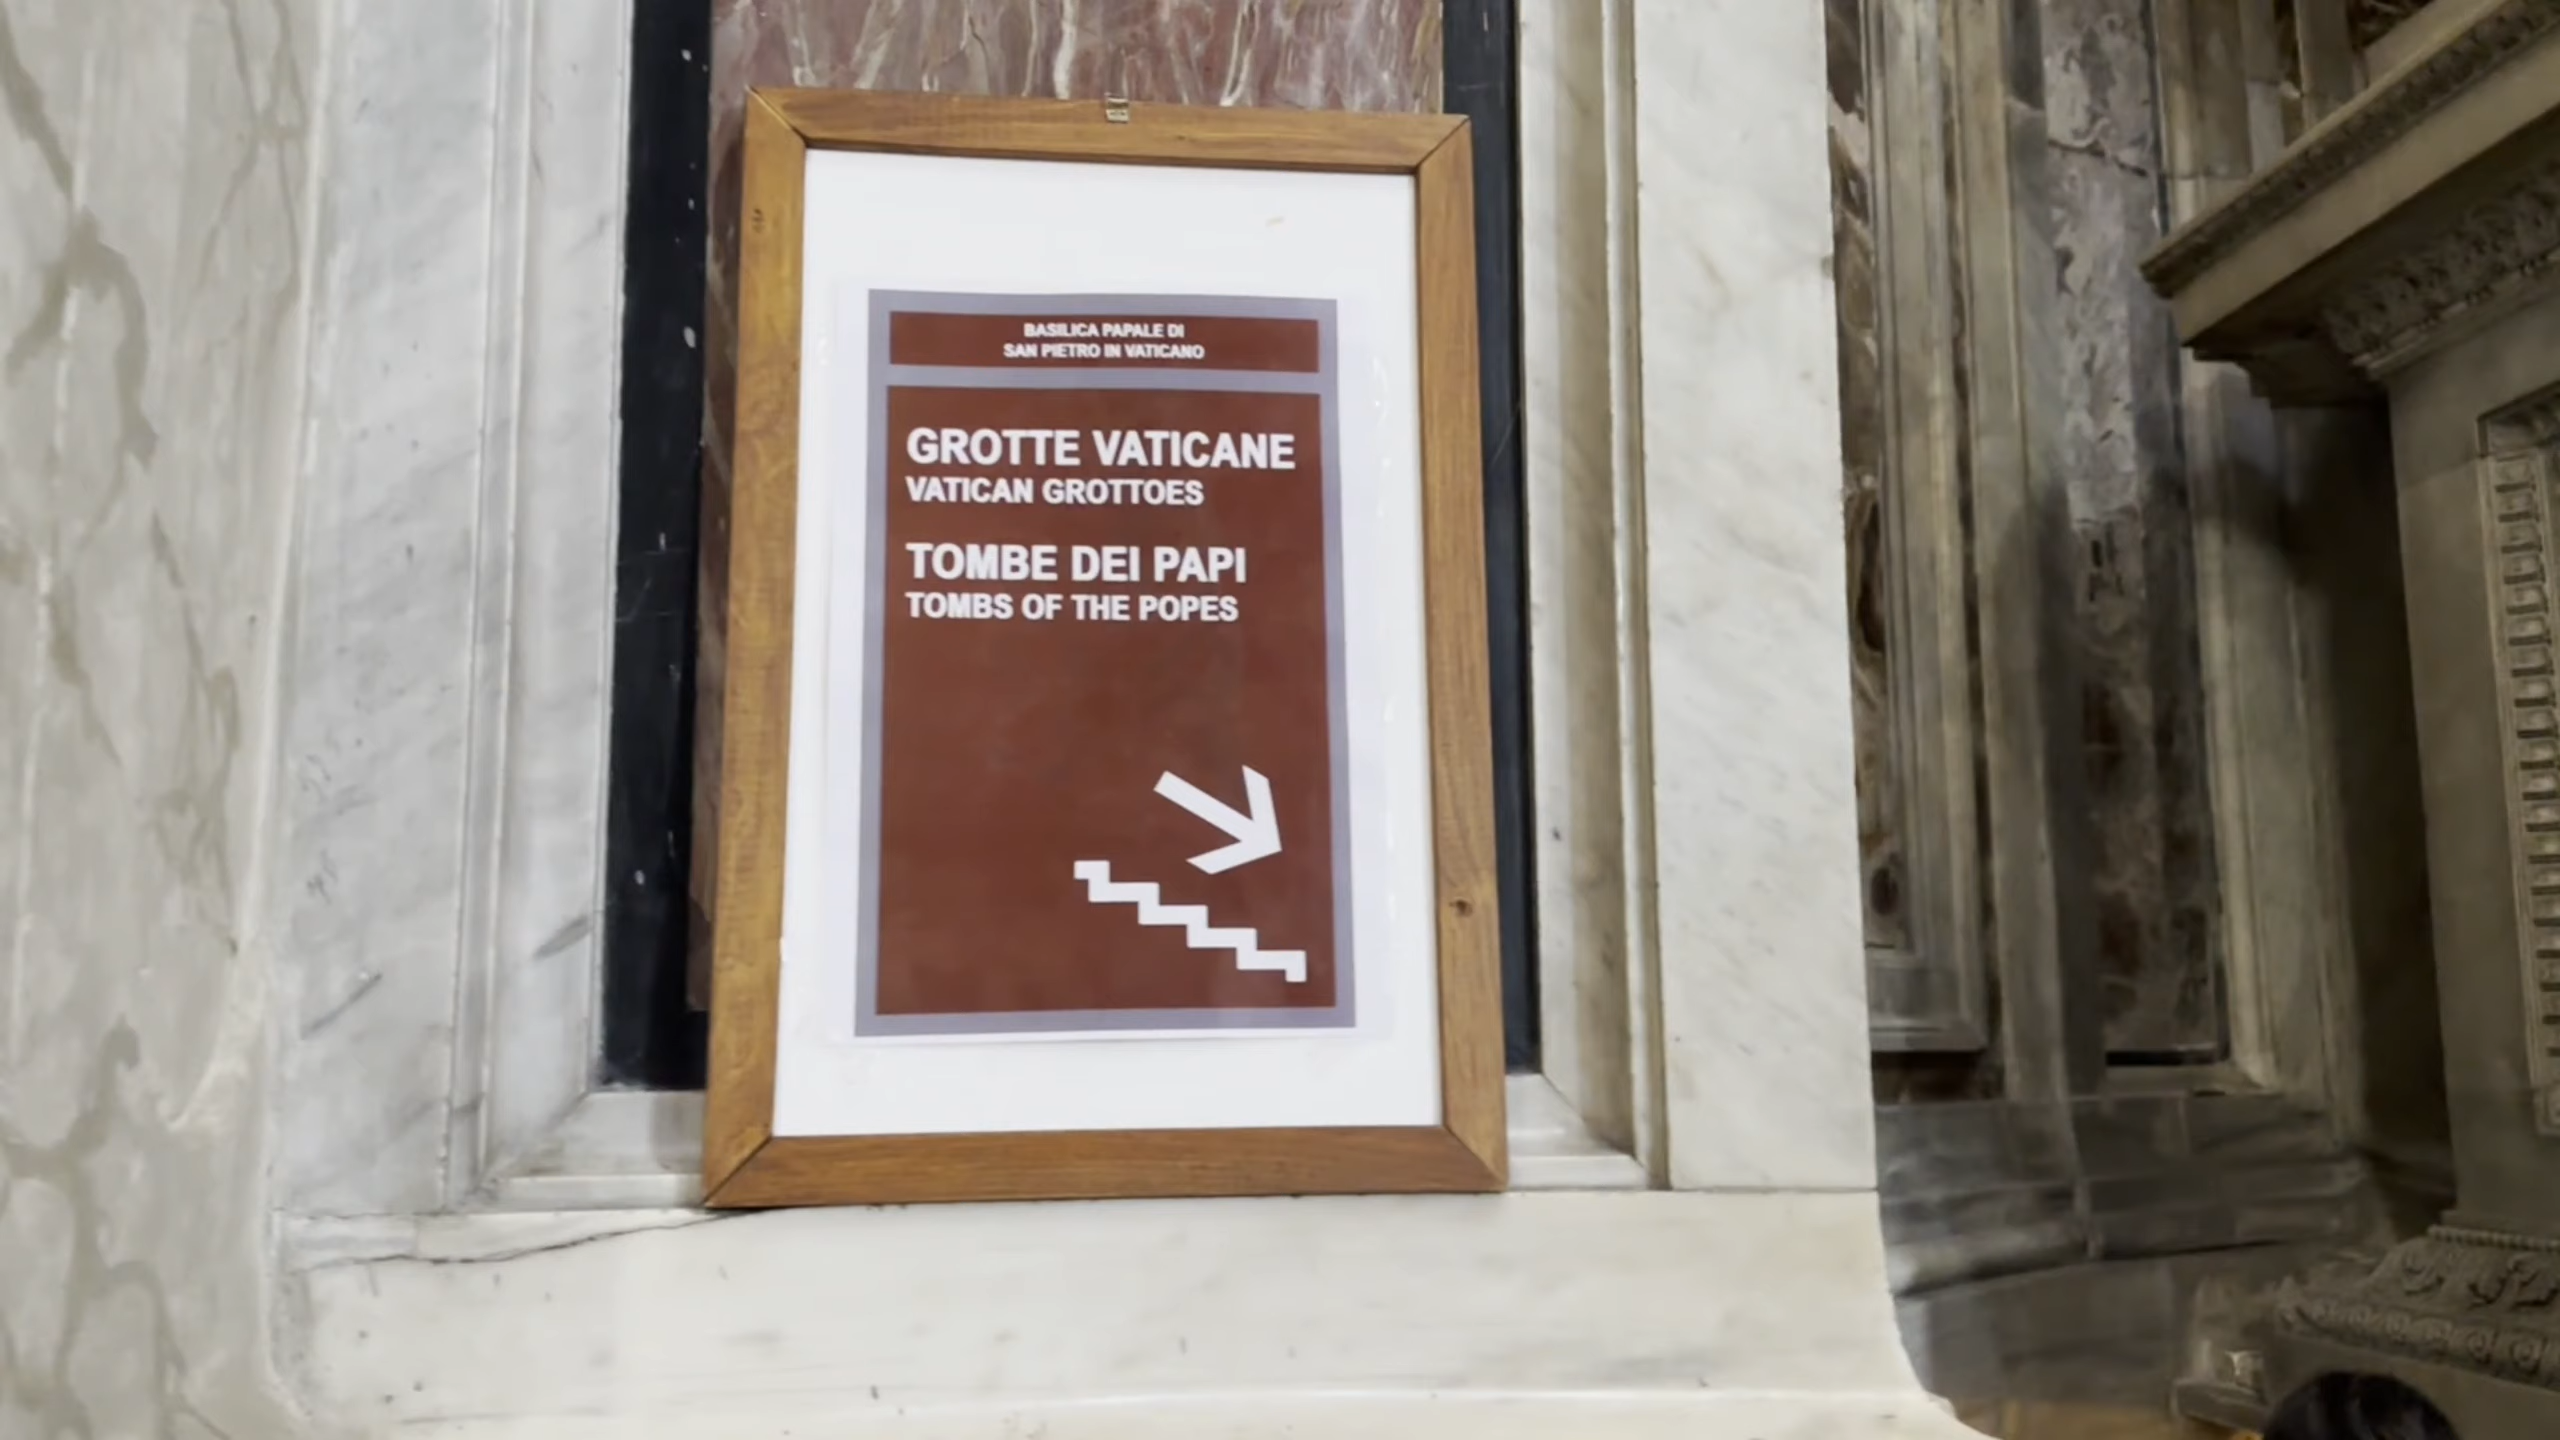 BASILICA PAPALE DI
SAN PIETRO IN VATICANO
GROTTE VATICANE
VATICAN GROTTOES
TOMBE DEI PAPI
TOMBS OF THE POPES